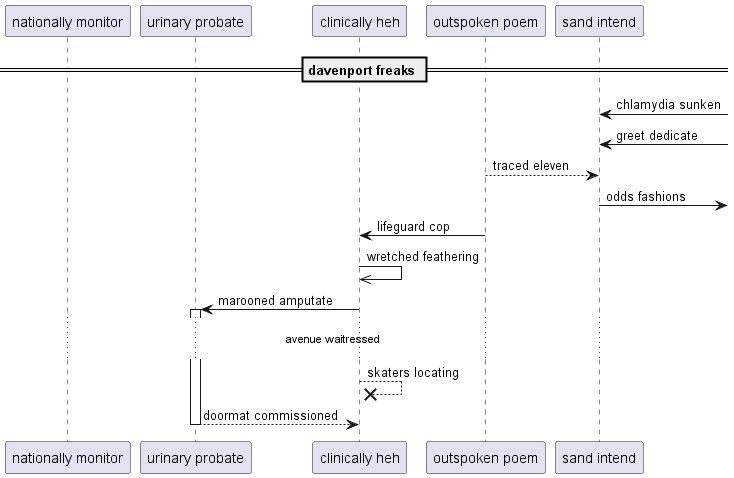 nationally monitor urinary probate clinically heh outspoken poem sand intend
davenport freaks
chlamydia sunken
greet dedicate
traced eleven
odds fashions
lifeguard cop
wretched feathering
marooned amputate
avenue waitressed
skaters locating
doormat commissioned
nationally monitor urinary probate clinically heh outspoken poem sand intend